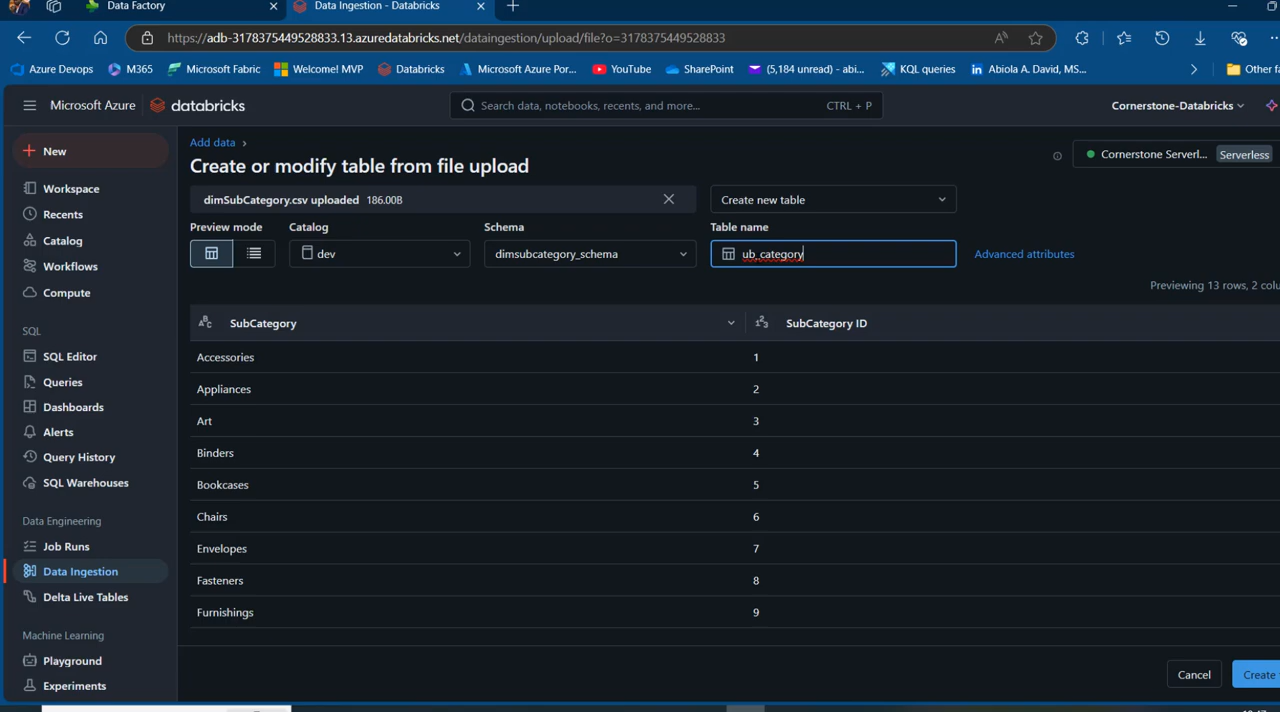 Data Factory
Data Ingestion - Databricks
https://adb-3178375449528833.13.azuredatabricks.net/dataingestion/upload/file?o=3178375449528833
Azure Devops
M365
Microsoft Fabric
Welcome! MVP
Databricks
Microsoft Azure Por...
YouTube
SharePoint
(5,184 unread) - abi...
KQL queries
Abiola A. David, MS...
Other fa
Microsoft Azure
databricks
Search data, notebooks, recents, and more...
CTRL + P
Cornerstone-Databricks
New
Workspace
Recents
Catalog
Workflows
Compute
SQL
SQL Editor
Queries
Dashboards
Alerts
Query History
SQL Warehouses
Data Engineering
Job Runs
Data Ingestion
Delta Live Tables
Machine Learning
Playground
Experiments
Add data ›
Create or modify table from file upload
Cornerstone Serverl...
Serverless
dimSubCategory.csv uploaded 186.00B
Create new table
Preview mode
Catalog
Schema
Table name
dev
dimsubcategory_schema
ub_category
Advanced attributes
Previewing 13 rows, 2 colu
SubCategory
SubCategory ID
Accessories 1
Appliances 2
Art 3
Binders 4
Bookcases 5
Chairs 6
Envelopes 7
Fasteners 8
Furnishings 9
Cancel
Create